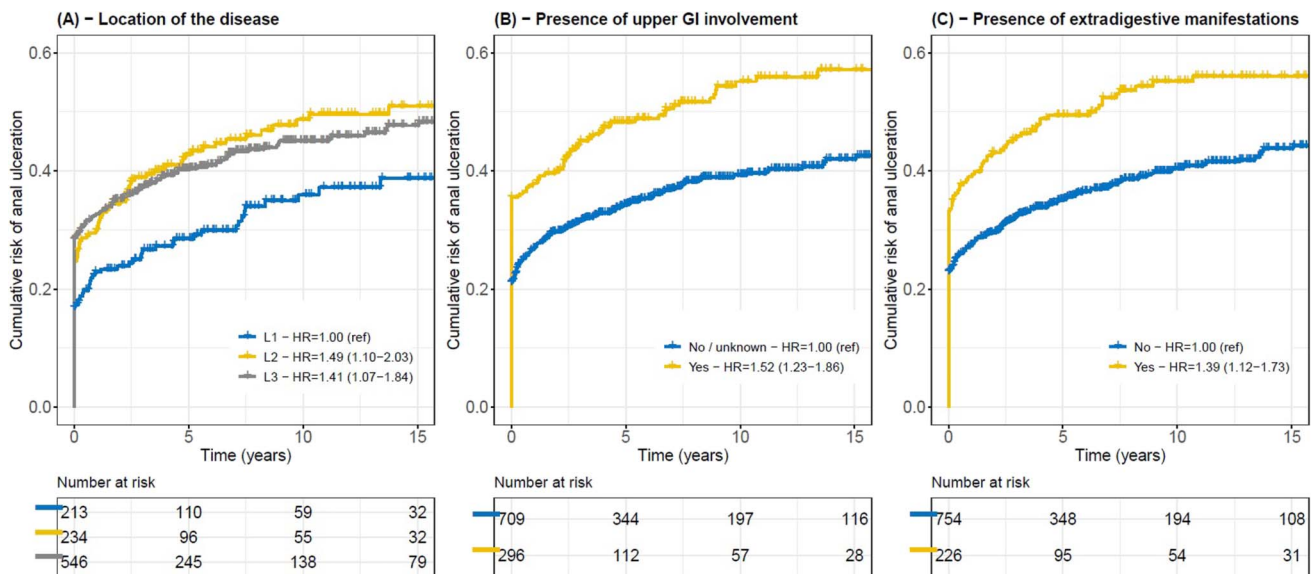 (A) − Location of the disease
Cumulative risk of anal ulceration
0.6
0.4
0.2
0.0
L1 − HR=1.00 (ref)
L2 − HR=1.49 (1.10−2.03)
L3 − HR=1.41 (1.07−1.84)
0 5 10 15
Time (years)
Number at risk
213 110 59 32
234 96 55 32
546 245 138 79
(B) − Presence of upper GI involvement
Cumulative risk of anal ulceration
0.6
0.4
0.2
0.0
No / unknown − HR=1.00 (ref)
Yes − HR=1.52 (1.23−1.86)
0 5 10 15
Time (years)
Number at risk
709 344 197 116
296 112 57 28
(C) − Presence of extradigestive manifestations
Cumulative risk of anal ulceration
0.6
0.4
0.2
0.0
No − HR=1.00 (ref)
Yes − HR=1.39 (1.12−1.73)
0 5 10 15
Time (years)
Number at risk
754 348 194 108
226 95 54 31